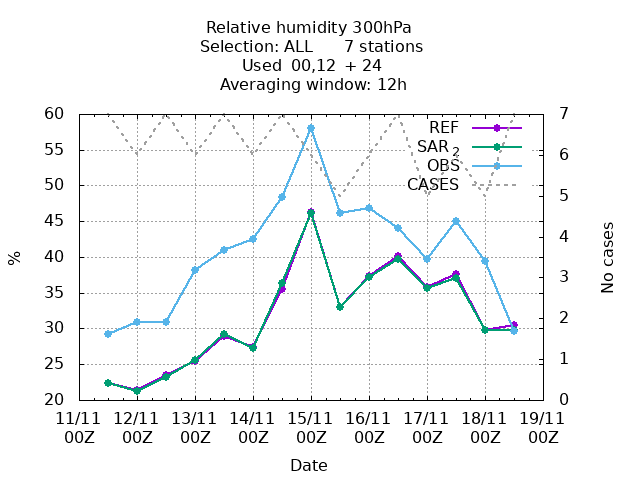 Relative humidity 300hPa
Selection: ALL      7 stations
Used  00,12  + 24
Averaging window: 12h
60 7
REF
SAR 2
OBS
CASES
55 6
50 5
45 4
40
35 3
30 2
25 1
20 0
%
No cases
11/11 12/11 13/11 14/11 15/11 16/11 17/11 18/11 19/11
00Z 00Z 00Z 00Z 00Z 00Z 00Z 00Z 00Z
Date